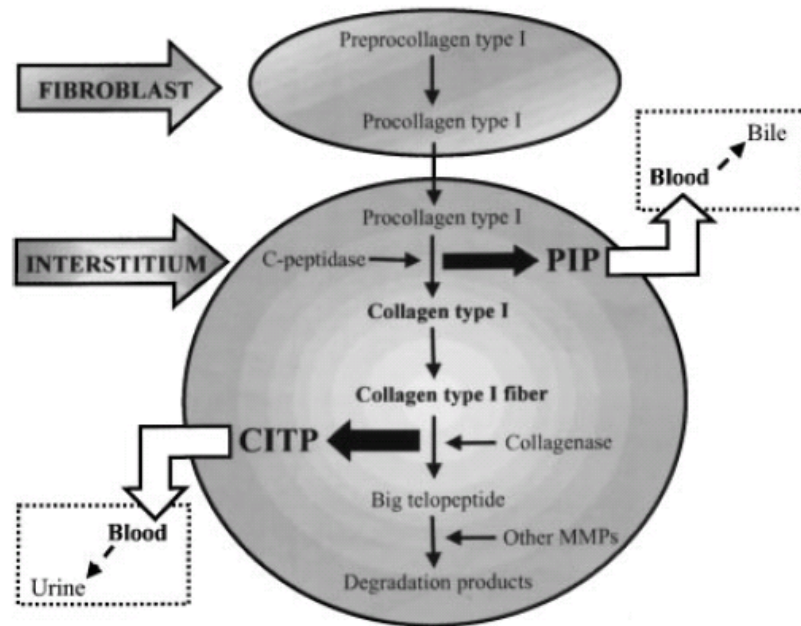 Preprocollagen type I
FIBROBLAST
Procollagen type I
Bile
Blood
Procollagen type I
C-peptidase
PIP
INTERSTITIUM
Collagen type I
Collagen type I fiber
CITP
Collagenase
Big telopeptide
Blood
Other MMPs
Urine
Degradation products